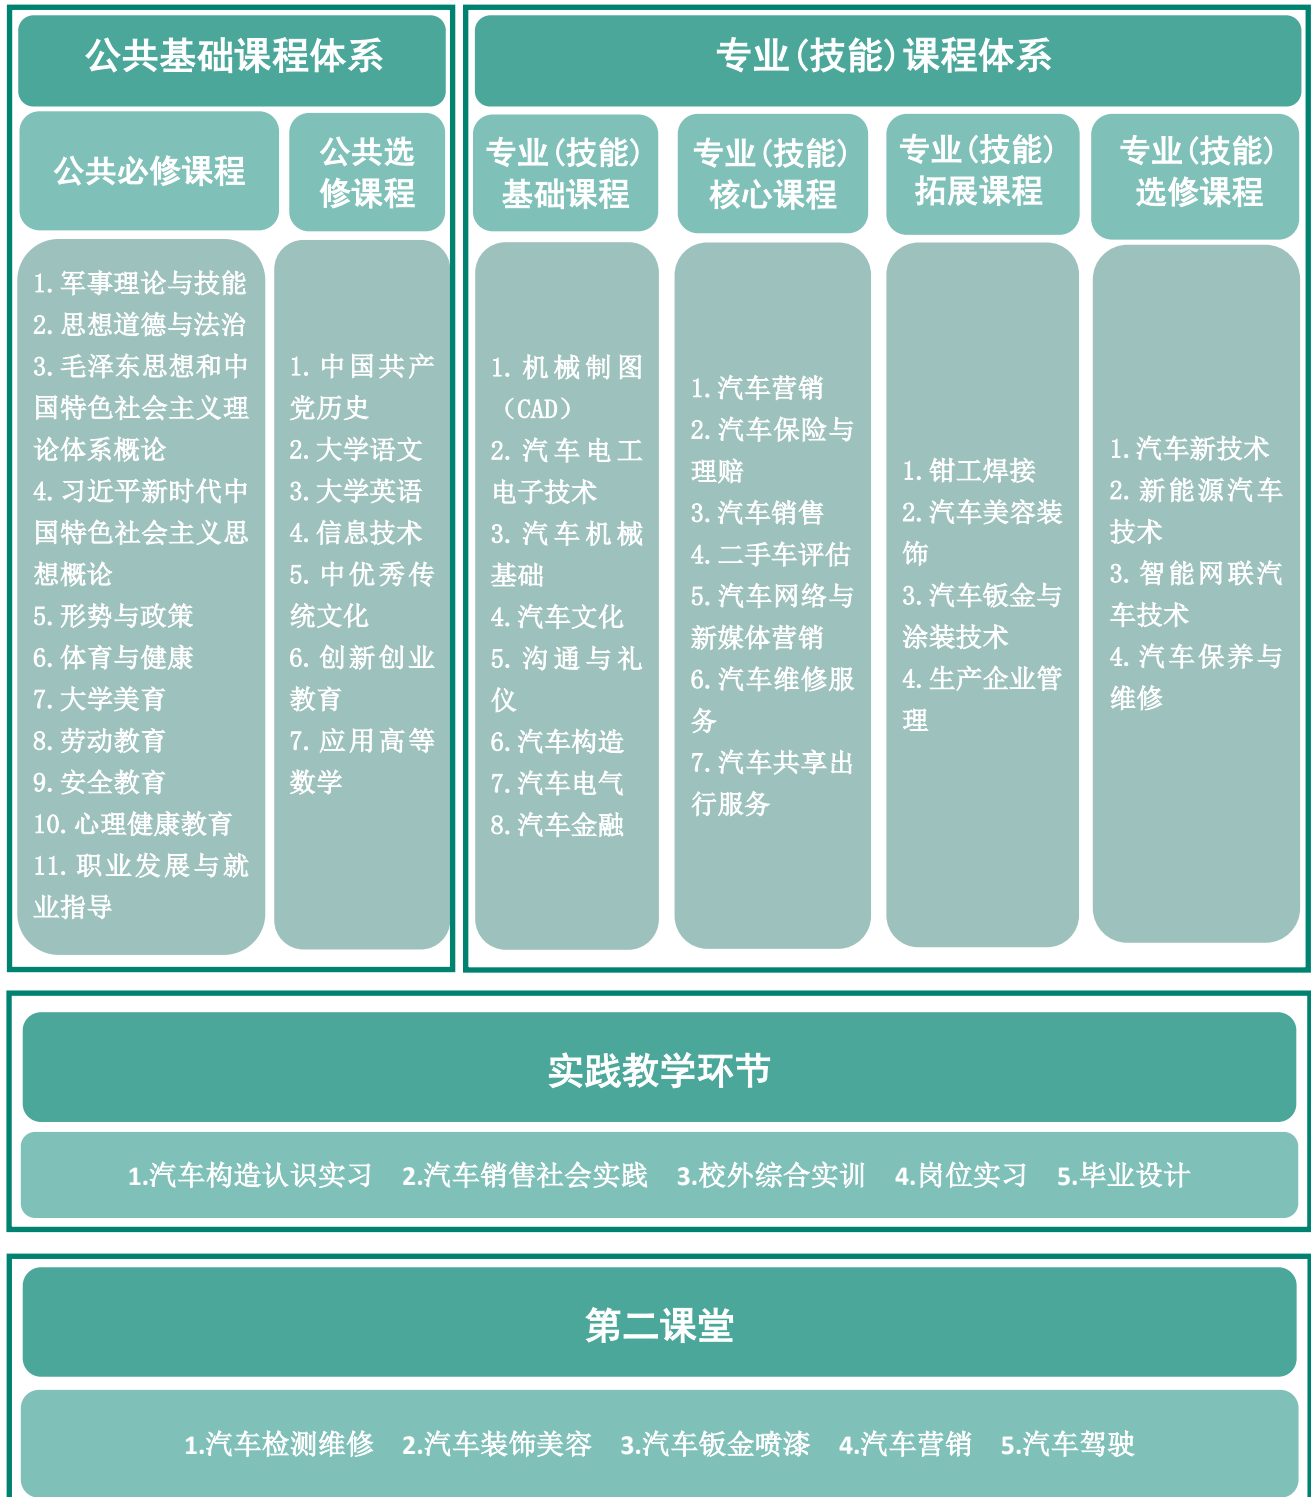 公共基础课程体系
公共必修课程
公共选
修课程
1.军事理论与技能
2.思想道德与法治
3.毛泽东思想和中
国特色社会主义理
论体系概论
4.习近平新时代中
国特色社会主义思
想概论
5.形势与政策
6.体育与健康
7.大学美育
8.劳动教育
9.安全教育
10.心理健康教育
11.职业发展与就
业指导
1.中国共产
党历史
2.大学语文
3.大学英语
4.信息技术
5.中优秀传
统文化
6.创新创业
教育
7.应用高等
数学
专业(技能)课程体系
专业(技能)
基础课程
1.机械制图
（CAD）
2.汽车电工
电子技术
3.汽车机械
基础
4.汽车文化
5.沟通与礼
仪
6.汽车构造
7.汽车电气
8.汽车金融
专业(技能)
核心课程
1.汽车营销
2.汽车保险与
理赔
3.汽车销售
4.二手车评估
5.汽车网络与
新媒体营销
6.汽车维修服
务
7.汽车共享出
行服务
专业(技能)
拓展课程
1.钳工焊接
2.汽车美容装
饰
3.汽车钣金与
涂装技术
4.生产企业管
理
专业(技能)
选修课程
1.汽车新技术
2.新能源汽车
技术
3.智能网联汽
车技术
4.汽车保养与
维修
实践教学环节
1.汽车构造认识实习 2.汽车销售社会实践 3.校外综合实训 4.岗位实习 5.毕业设计
第二课堂
1.汽车检测维修 2.汽车装饰美容 3.汽车钣金喷漆 4.汽车营销 5.汽车驾驶